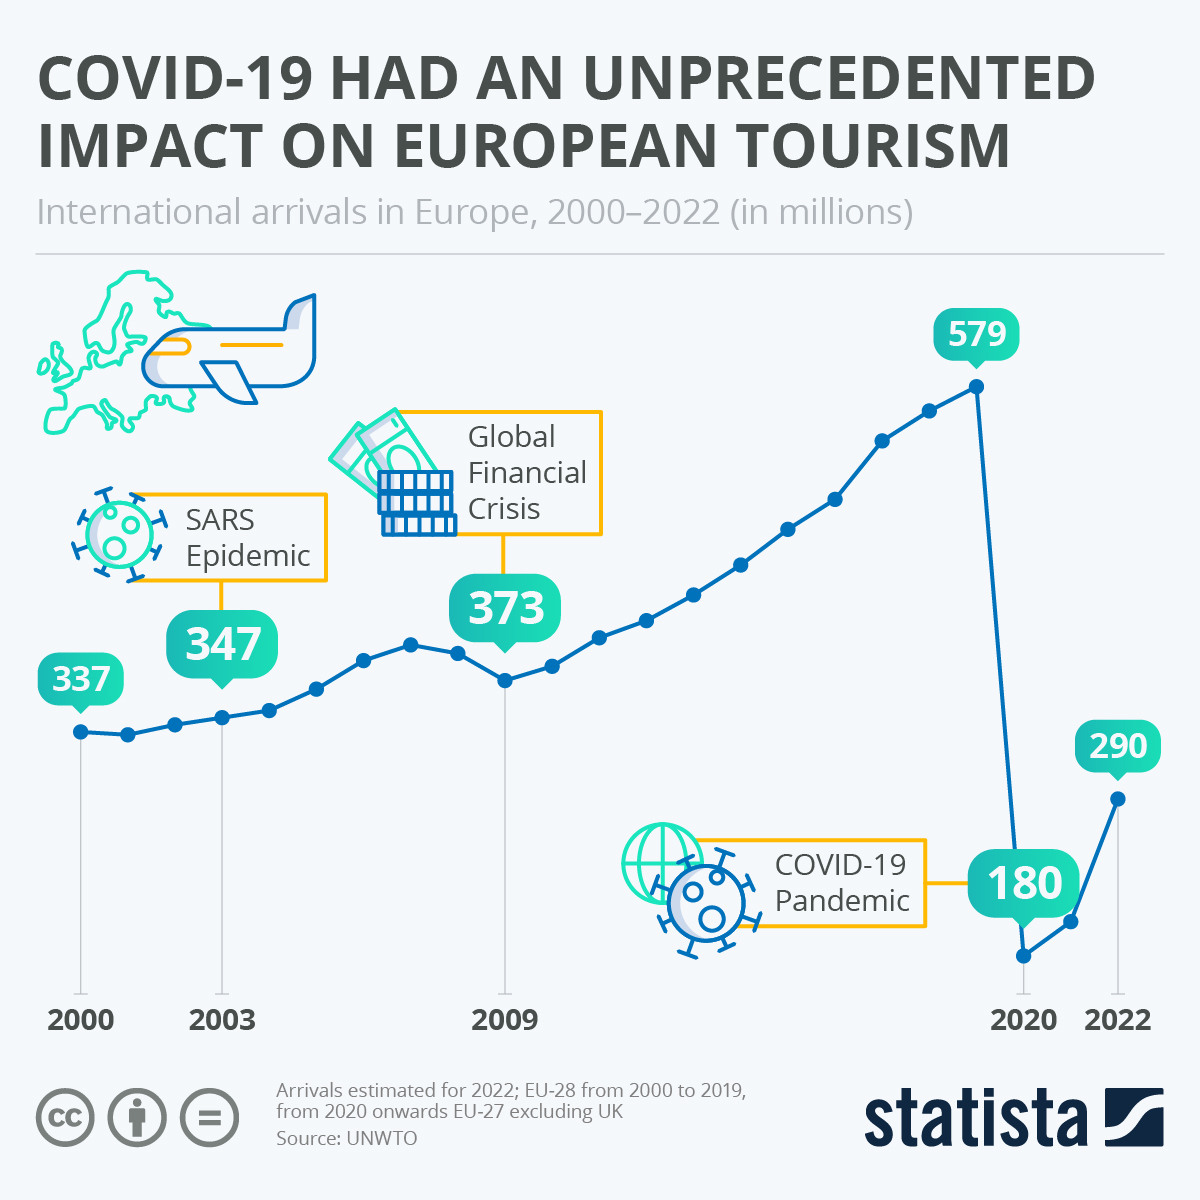 COVID-19 HAD AN UNPRECEDENTED
IMPACT ON EUROPEAN TOURISM
International arrivals in Europe, 2000–2022 (in millions)
579
Global
Financial
Crisis
SARS
Epidemic
373
347
337
290
COVID-19
Pandemic
180
2000
2003
2009
2020
2022
Arrivals estimated for 2022; EU-28 from 2000 to 2019,
from 2020 onwards EU-27 excluding UK
Source: UNWTO
cc
statista